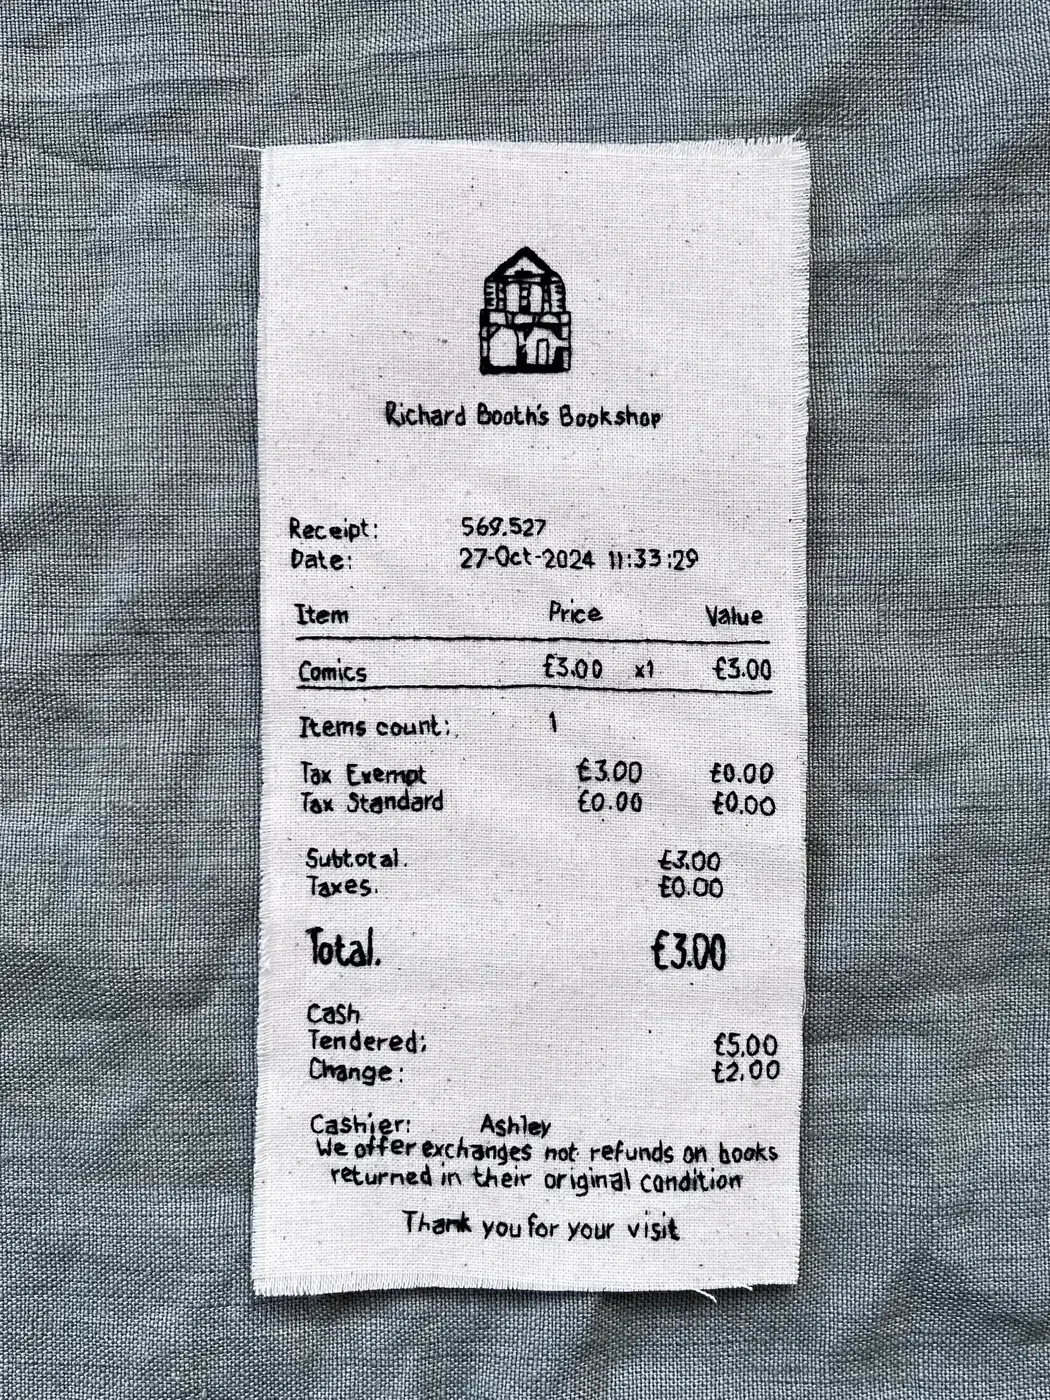 Richard Booth's Bookshop
Receipt: 569.527
Date: 27-Oct-2024 11:33:29
Item Price Value
Comics £3.00 x1 £3.00
Items count: 1
Tax Exempt £3.00 £0.00
Tax Standard £0.00 £0.00
Subtotal. £3.00
Taxes. £0.00
Total. £3.00
Cash
Tendered: £5.00
Change: £2.00
Cashier: Ashley
We offer exchanges not refunds on books
returned in their original condition
Thank you for your visit